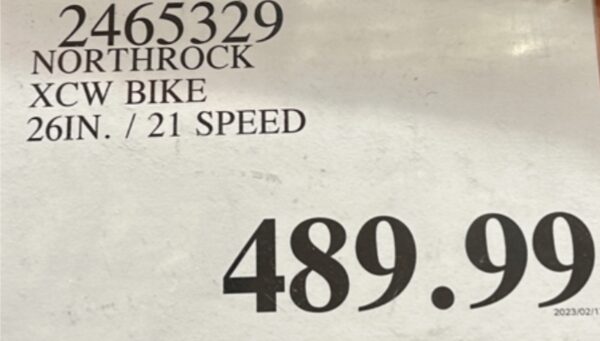 2465329
NORTHROCK
XCW BIKE
26IN. / 21 SPEED
489.99